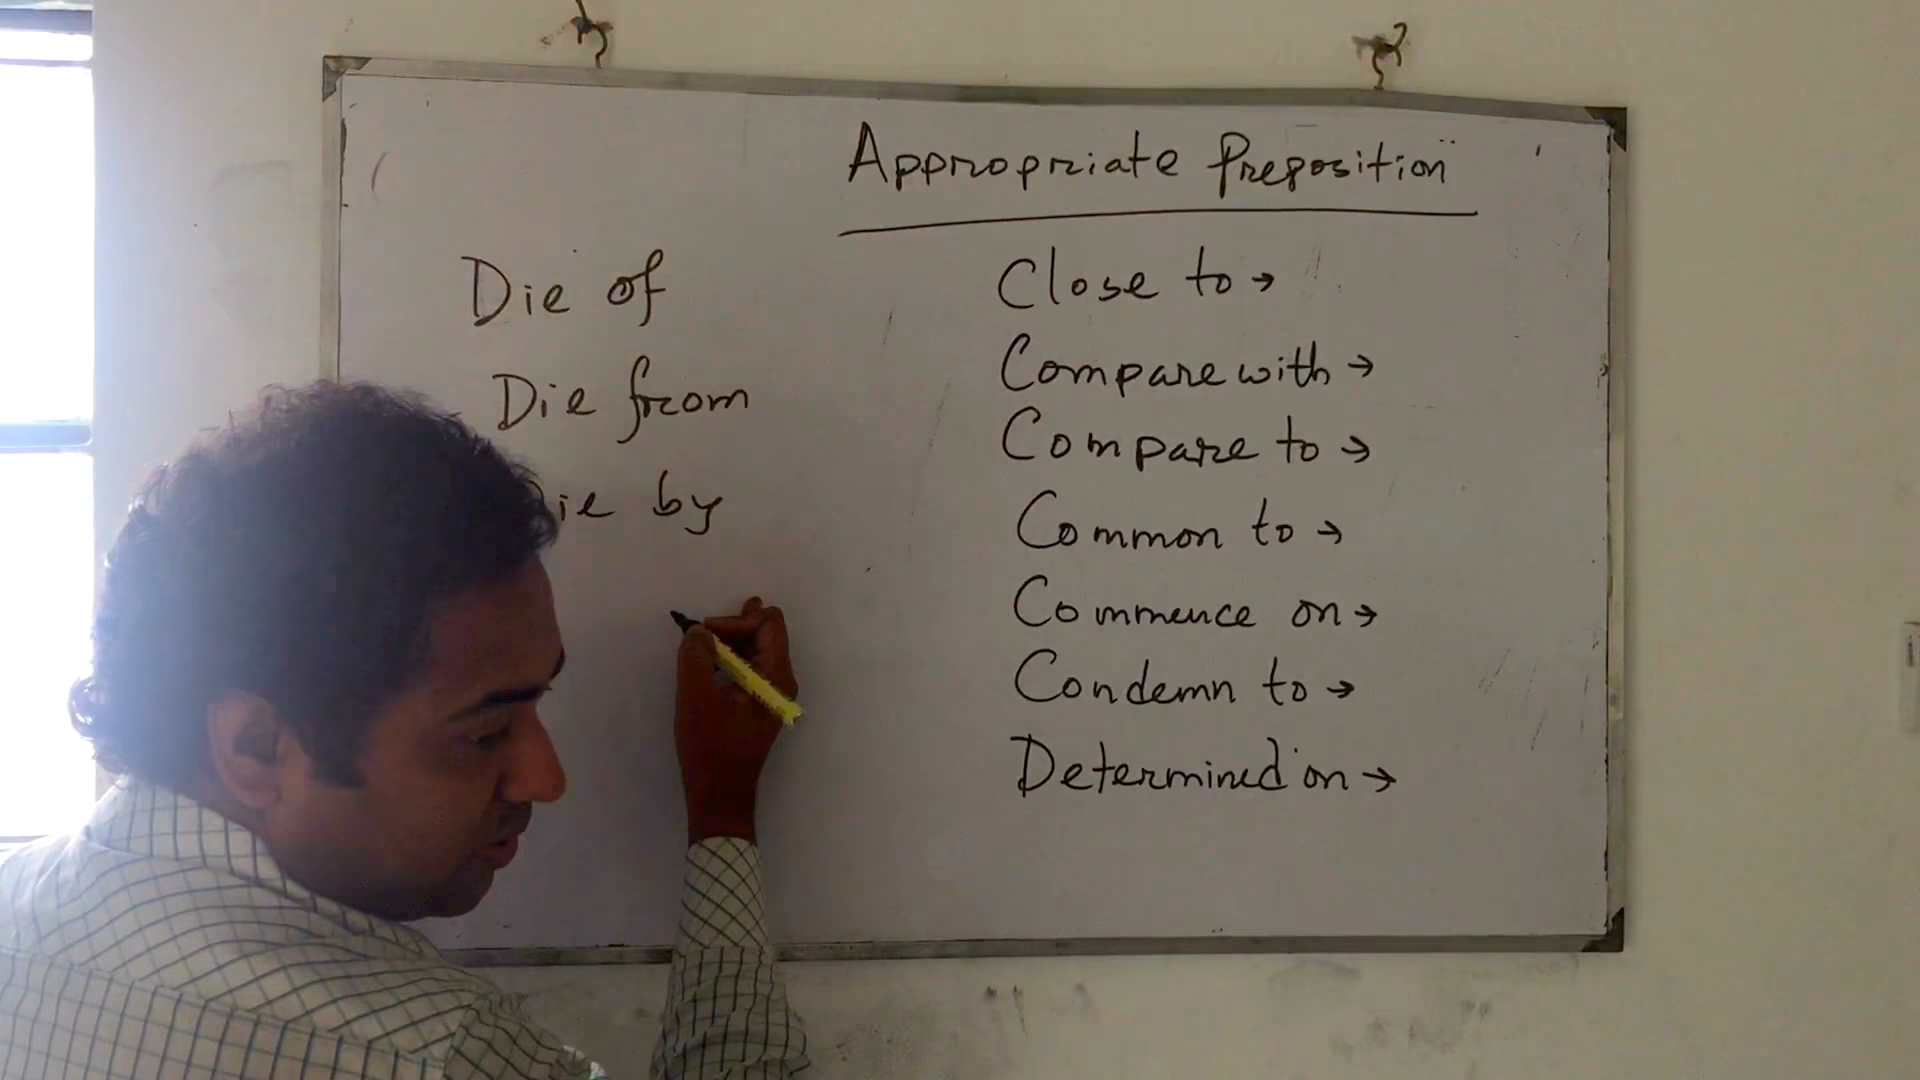 Appropriate Preposition
Die of
Die from
Die by
Close to →
Compare with →
Compare to →
Common to →
Commence on →
Condemn to →
Determined on →